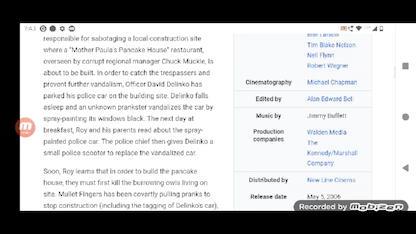 responsible for sabotaging a local construction site
where a "Mother Paula's Pancake House" restaurant,
overseen by corrupt regional manager Chuck Muckle, is
about to be built. In order to catch the trespassers and
prevent further vandalism, Officer David Delinko has
parked his police car on the building site. Delinko falls
asleep and an unknown prankster vandalizes the car by
spray-painting its windows black. The next day at
breakfast, Roy and his parents read about the spray-
painted police car. The police chief then gives Delinko a
small police scooter to replace the vandalized car.
Soon, Roy learns that in order to build the pancake
house, they must first kill the burrowing owls living on
site. Mullet Fingers has been covertly pulling pranks to
stop construction (including the tagging of Delinko's car),
Brie Larson
Tim Blake Nelson
Neil Flynn
Robert Wagner
Cinematography Michael Chapman
Edited by Alan Edward Bell
Music by Jimmy Buffett
Production companies Walden Media
The
Kennedy/Marshall
Company
Distributed by New Line Cinema
Release date May 5, 2006
Recorded by Mobizen